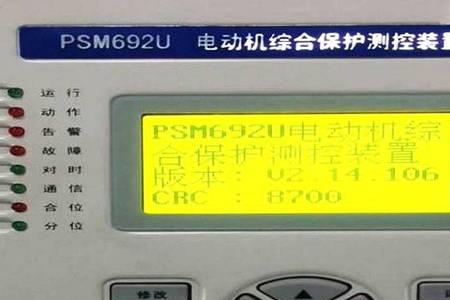 PSM692U 电动机综合保护测控装置
运行
动作
告警
故障
对时
通信
合位
分位
PSM692U电动机综
合保护测控装置
版本: V2.14.106
CRC : 8700
修改